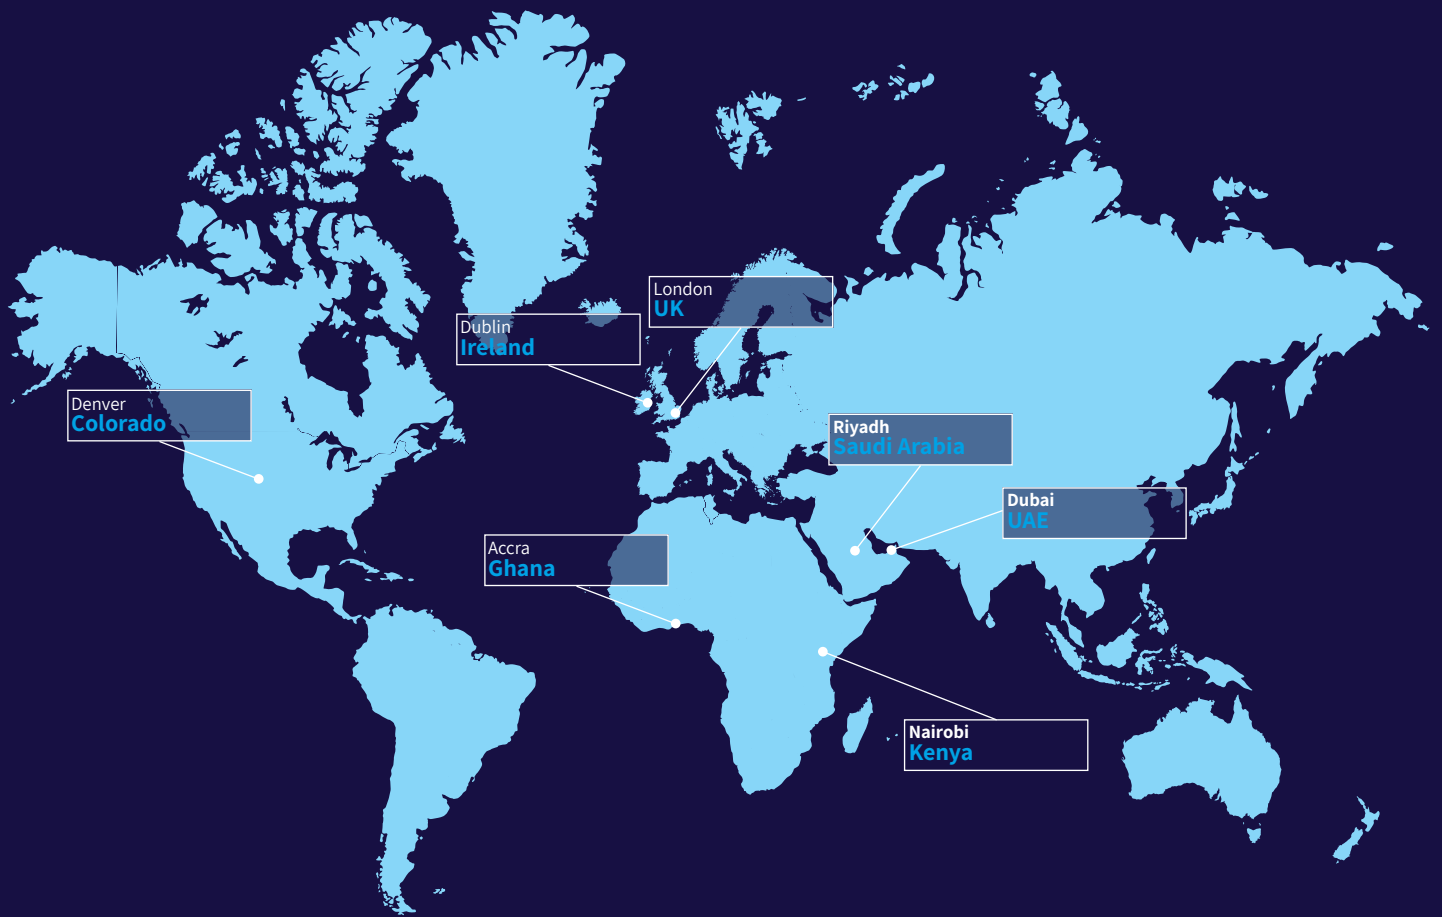 London
UK
Dublin
Ireland
Denver
Colorado
Riyadh
Saudi Arabia
Dubai
UAE
Accra
Ghana
Nairobi
Kenya